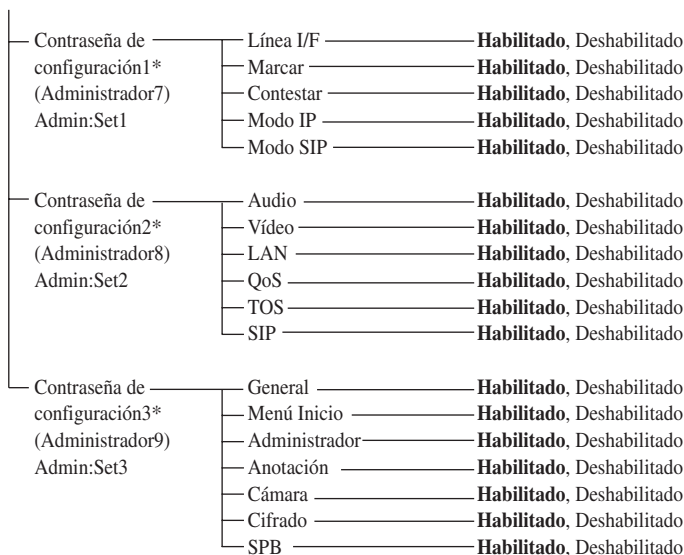 Contraseña de Línea I/F Habilitado, Deshabilitado
configuración1* Marcar Habilitado, Deshabilitado
(Administrador7) Contestar Habilitado, Deshabilitado
Admin:Set1 Modo IP Habilitado, Deshabilitado
Modo SIP Habilitado, Deshabilitado
Contraseña de Audio Habilitado, Deshabilitado
configuración2* Vídeo Habilitado, Deshabilitado
(Administrador8) LAN Habilitado, Deshabilitado
Admin:Set2 QoS Habilitado, Deshabilitado
TOS Habilitado, Deshabilitado
SIP Habilitado, Deshabilitado
Contraseña de General Habilitado, Deshabilitado
configuración3* Menú Inicio Habilitado, Deshabilitado
(Administrador9) Administrador Habilitado, Deshabilitado
Admin:Set3 Anotación Habilitado, Deshabilitado
Cámara Habilitado, Deshabilitado
Cifrado Habilitado, Deshabilitado
SPB Habilitado, Deshabilitado